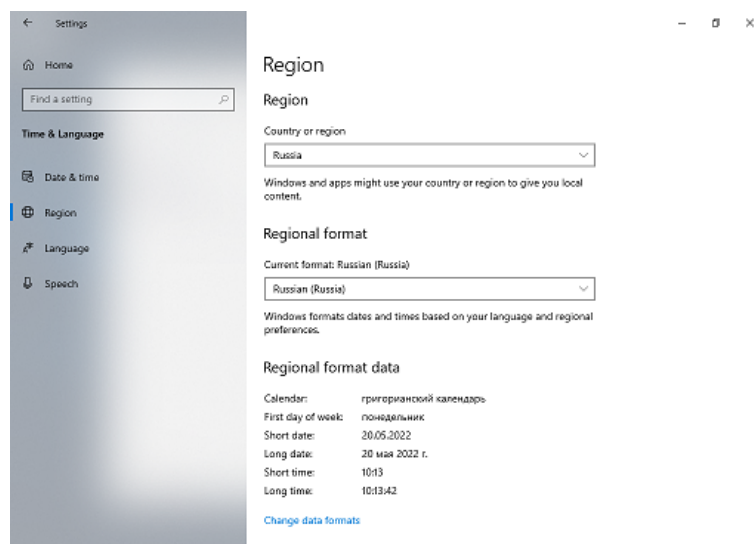 Settings
Home
Find a setting
Time & Language
Date & time
Region
Language
Speech
Region
Region
Country or region
Russia
Windows and apps might use your country or region to give you local
content.
Regional format
Current format: Russian (Russia)
Russian (Russia)
Windows formats dates and times based on your language and regional
preferences.
Regional format data
Calendar: григорианский календарь
First day of week: понедельник
Short date: 20.05.2022
Long date: 20 мая 2022 г.
Short time: 10:13
Long time: 10:13:42
Change data formats